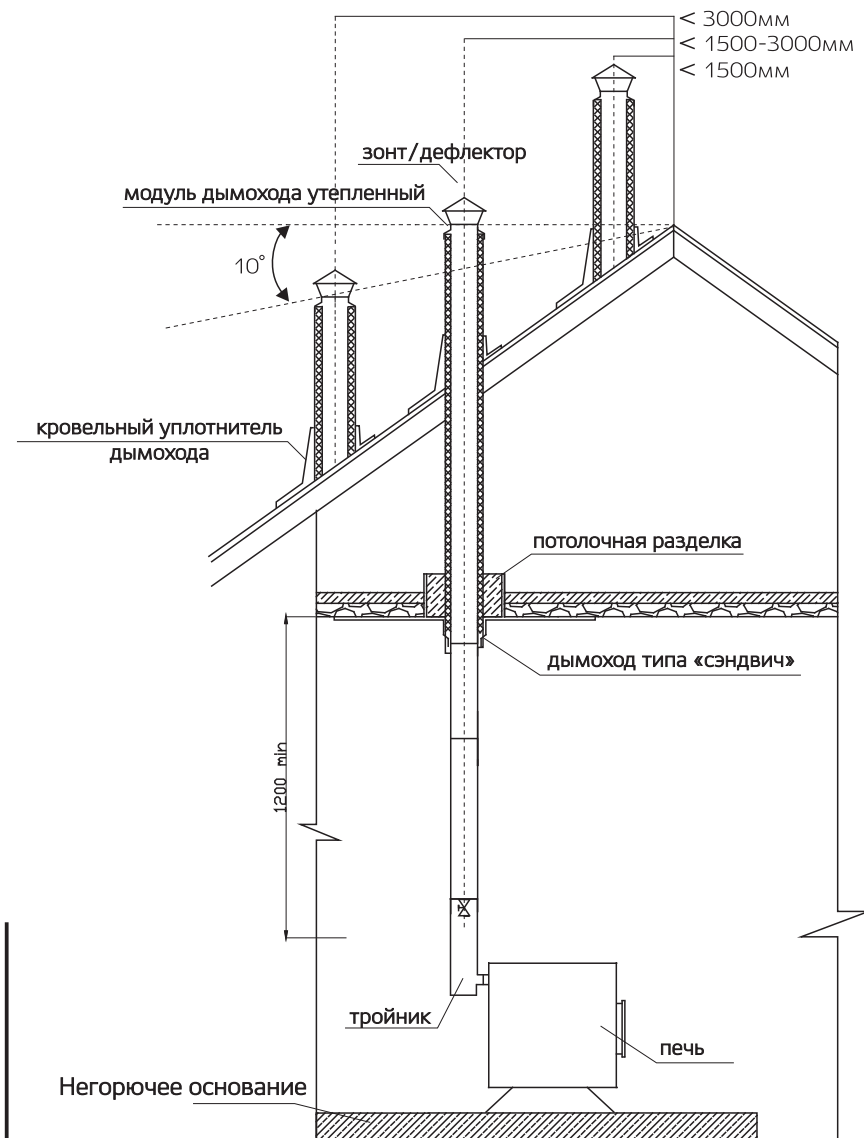 < 3000мм
< 1500-3000мм
< 1500мм
зонт/дефлектор
модуль дымохода утепленный
10°
кровельный уплотнитель
дымохода
потолочная разделка
дымоход типа «сэндвич»
1200 min
тройник
печь
Негорючее основание